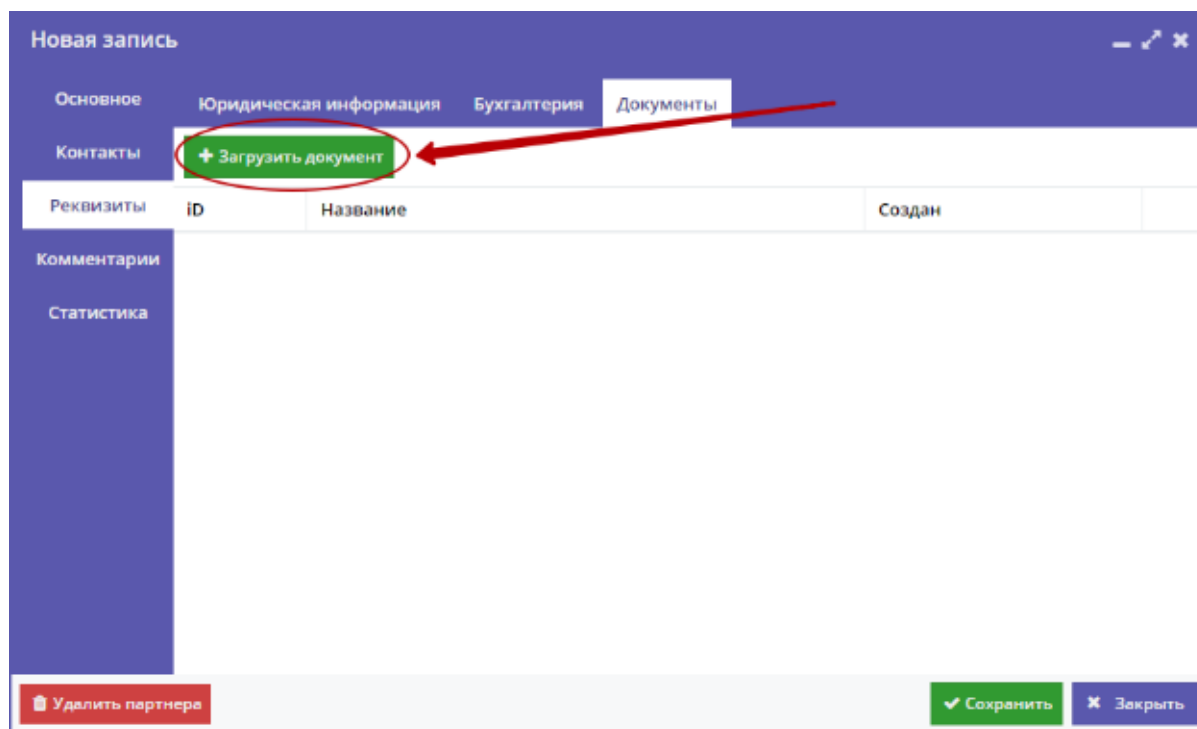 Новая запись
Основное
Юридическая информация Бухгалтерия Документы
Контакты
+ Загрузить документ
Реквизиты
iD Название Создан
Комментарии
Статистика
Удалить партнера Сохранить Закрыть